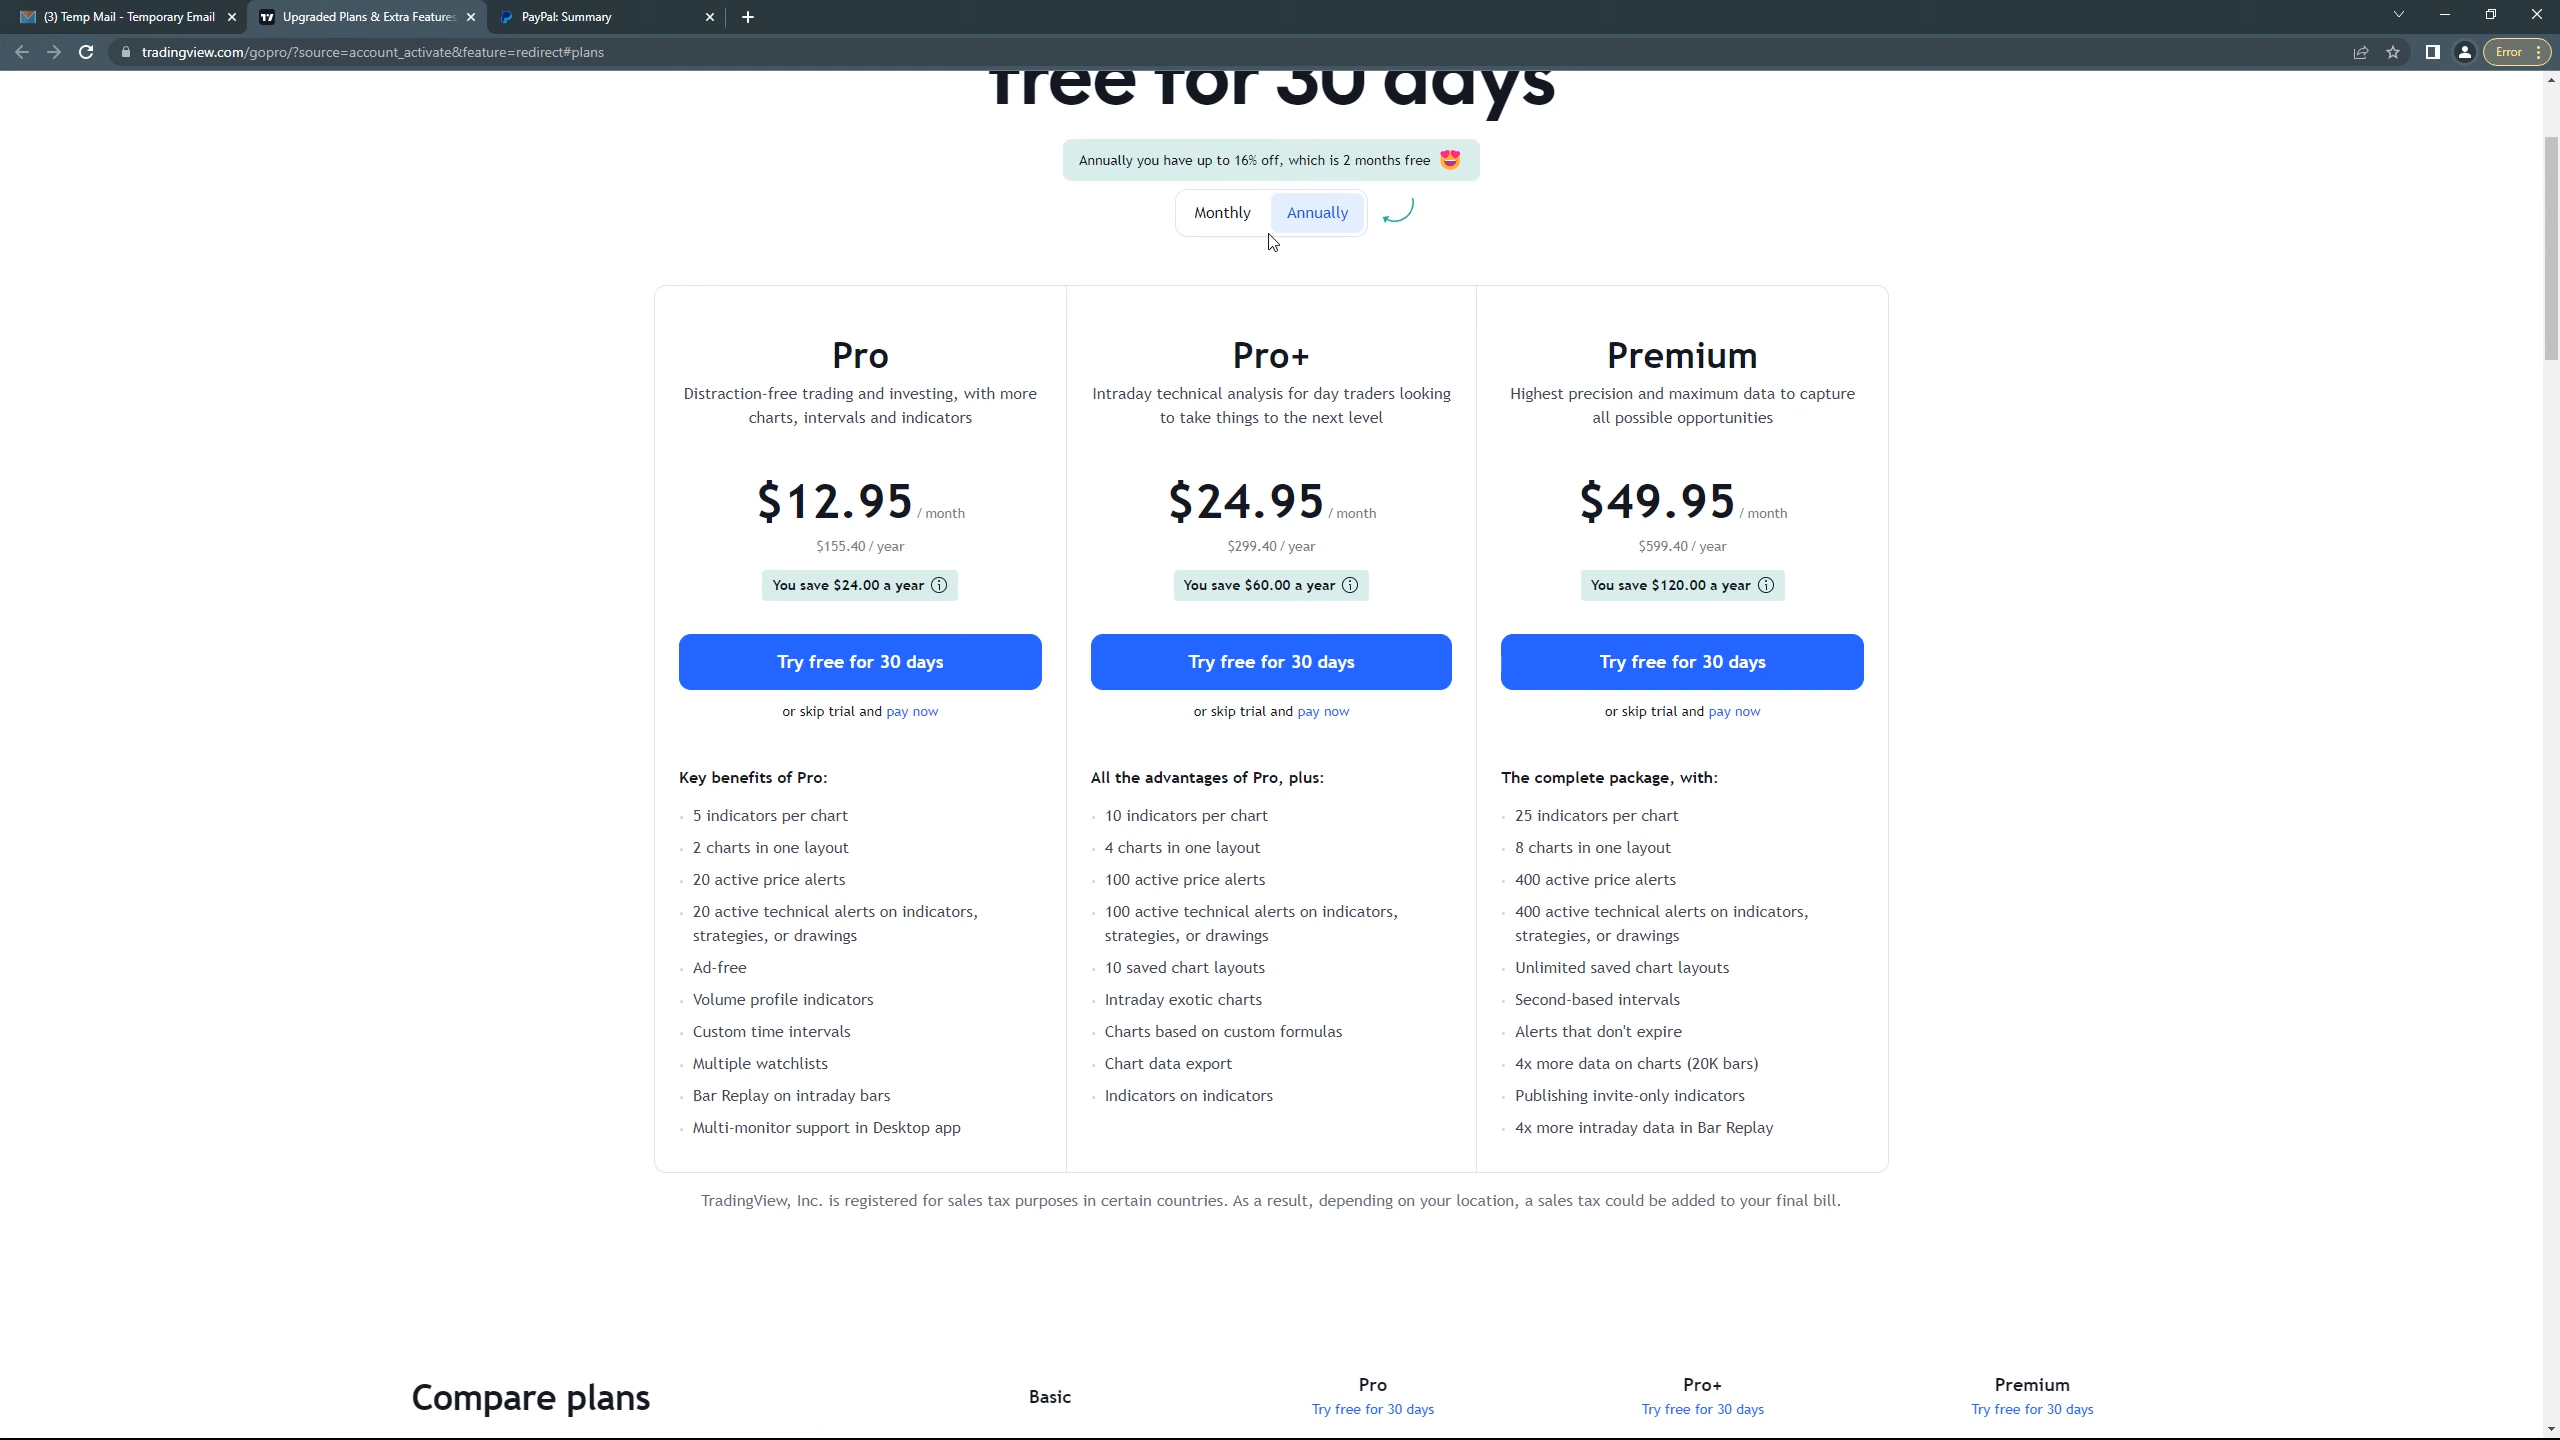 (3) Temp Mail - Temporary Email
Upgraded Plans & Extra Features
PayPal: Summary
tradingview.com/gopro/?source=account_activate&feature=redirect#plans
Error
free for 30 days
Annually you have up to 16% off, which is 2 months free 😍
Monthly
Annually
Pro
Distraction-free trading and investing, with more
charts, intervals and indicators
$12.95 / month
$155.40 / year
You save $24.00 a year
Try free for 30 days
or skip trial and pay now
Key benefits of Pro:
5 indicators per chart
2 charts in one layout
20 active price alerts
20 active technical alerts on indicators,
strategies, or drawings
Ad-free
Volume profile indicators
Custom time intervals
Multiple watchlists
Bar Replay on intraday bars
Multi-monitor support in Desktop app
Pro+
Intraday technical analysis for day traders looking
to take things to the next level
$24.95 / month
$299.40 / year
You save $60.00 a year
Try free for 30 days
or skip trial and pay now
All the advantages of Pro, plus:
10 indicators per chart
4 charts in one layout
100 active price alerts
100 active technical alerts on indicators,
strategies, or drawings
10 saved chart layouts
Intraday exotic charts
Charts based on custom formulas
Chart data export
Indicators on indicators
Premium
Highest precision and maximum data to capture
all possible opportunities
$49.95 / month
$599.40 / year
You save $120.00 a year
Try free for 30 days
or skip trial and pay now
The complete package, with:
25 indicators per chart
8 charts in one layout
400 active price alerts
400 active technical alerts on indicators,
strategies, or drawings
Unlimited saved chart layouts
Second-based intervals
Alerts that don't expire
4x more data on charts (20K bars)
Publishing invite-only indicators
4x more intraday data in Bar Replay
TradingView, Inc. is registered for sales tax purposes in certain countries. As a result, depending on your location, a sales tax could be added to your final bill.
Compare plans
Basic
Pro
Try free for 30 days
Pro+
Try free for 30 days
Premium
Try free for 30 days